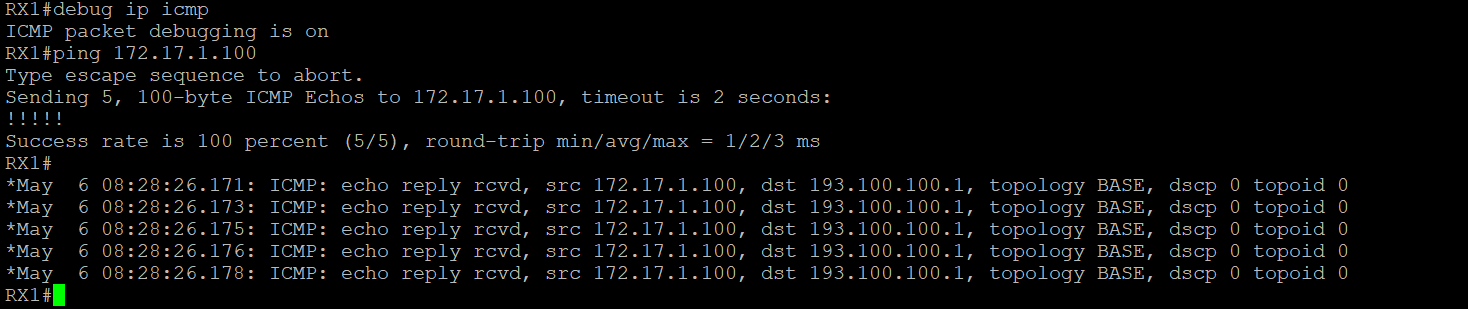 RX1#debug ip icmp
ICMP packet debugging is on
RX1#ping 172.17.1.100
Type escape sequence to abort.
Sending 5, 100-byte ICMP Echos to 172.17.1.100, timeout is 2 seconds:
!!!!!
Success rate is 100 percent (5/5), round-trip min/avg/max = 1/2/3 ms
RX1#
*May  6 08:28:26.171: ICMP: echo reply rcvd, src 172.17.1.100, dst 193.100.100.1, topology BASE, dscp 0 topoid 0
*May  6 08:28:26.173: ICMP: echo reply rcvd, src 172.17.1.100, dst 193.100.100.1, topology BASE, dscp 0 topoid 0
*May  6 08:28:26.175: ICMP: echo reply rcvd, src 172.17.1.100, dst 193.100.100.1, topology BASE, dscp 0 topoid 0
*May  6 08:28:26.176: ICMP: echo reply rcvd, src 172.17.1.100, dst 193.100.100.1, topology BASE, dscp 0 topoid 0
*May  6 08:28:26.178: ICMP: echo reply rcvd, src 172.17.1.100, dst 193.100.100.1, topology BASE, dscp 0 topoid 0
RX1#